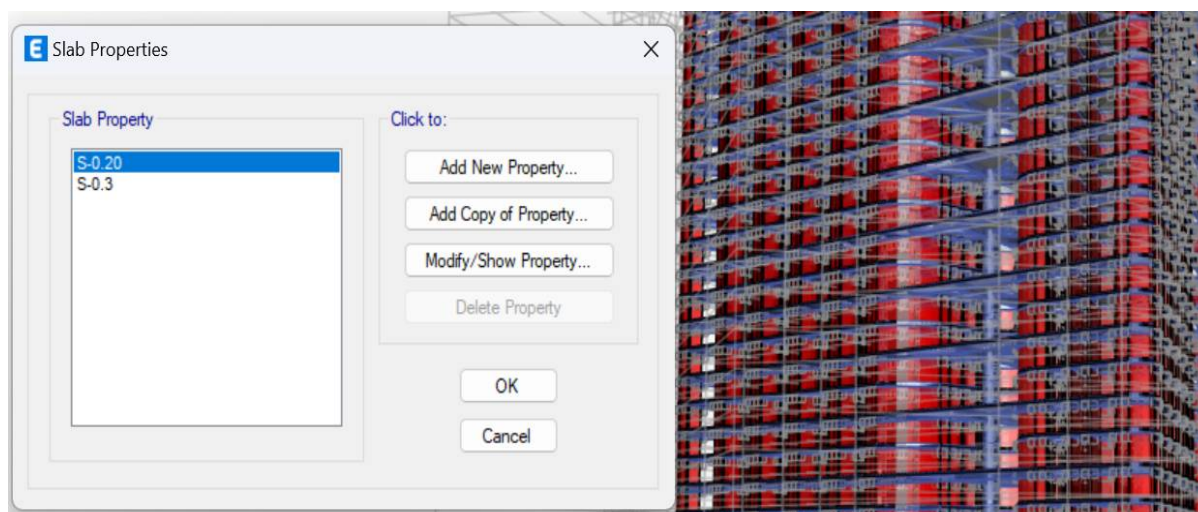 E Slab Properties
Slab Property
S-0.20
S-0.3
Click to:
Add New Property...
Add Copy of Property...
Modify/Show Property...
Delete Property
OK
Cancel